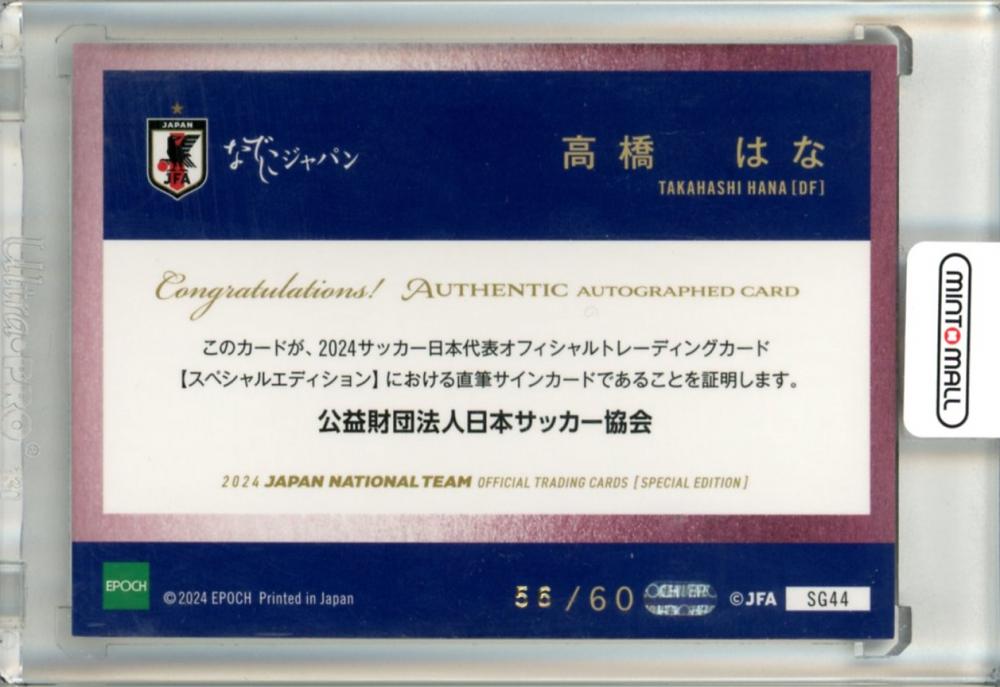 JAPAN
JFA
なでしこジャパン
高橋 はな
TAKAHASHI HANA [DF]
Congratulations! AUTHENTIC AUTOGRAPHED CARD
このカードが、2024サッカー日本代表オフィシャルトレーディングカード
【スペシャルエディション】における直筆サインカードであることを証明します。
公益財団法人日本サッカー協会
2024 JAPAN NATIONAL TEAM OFFICIAL TRADING CARDS [SPECIAL EDITION]
EPOCH
©2024 EPOCH Printed in Japan
56/60
©JFA
SG44
MINT MALL
Ultra PRO®